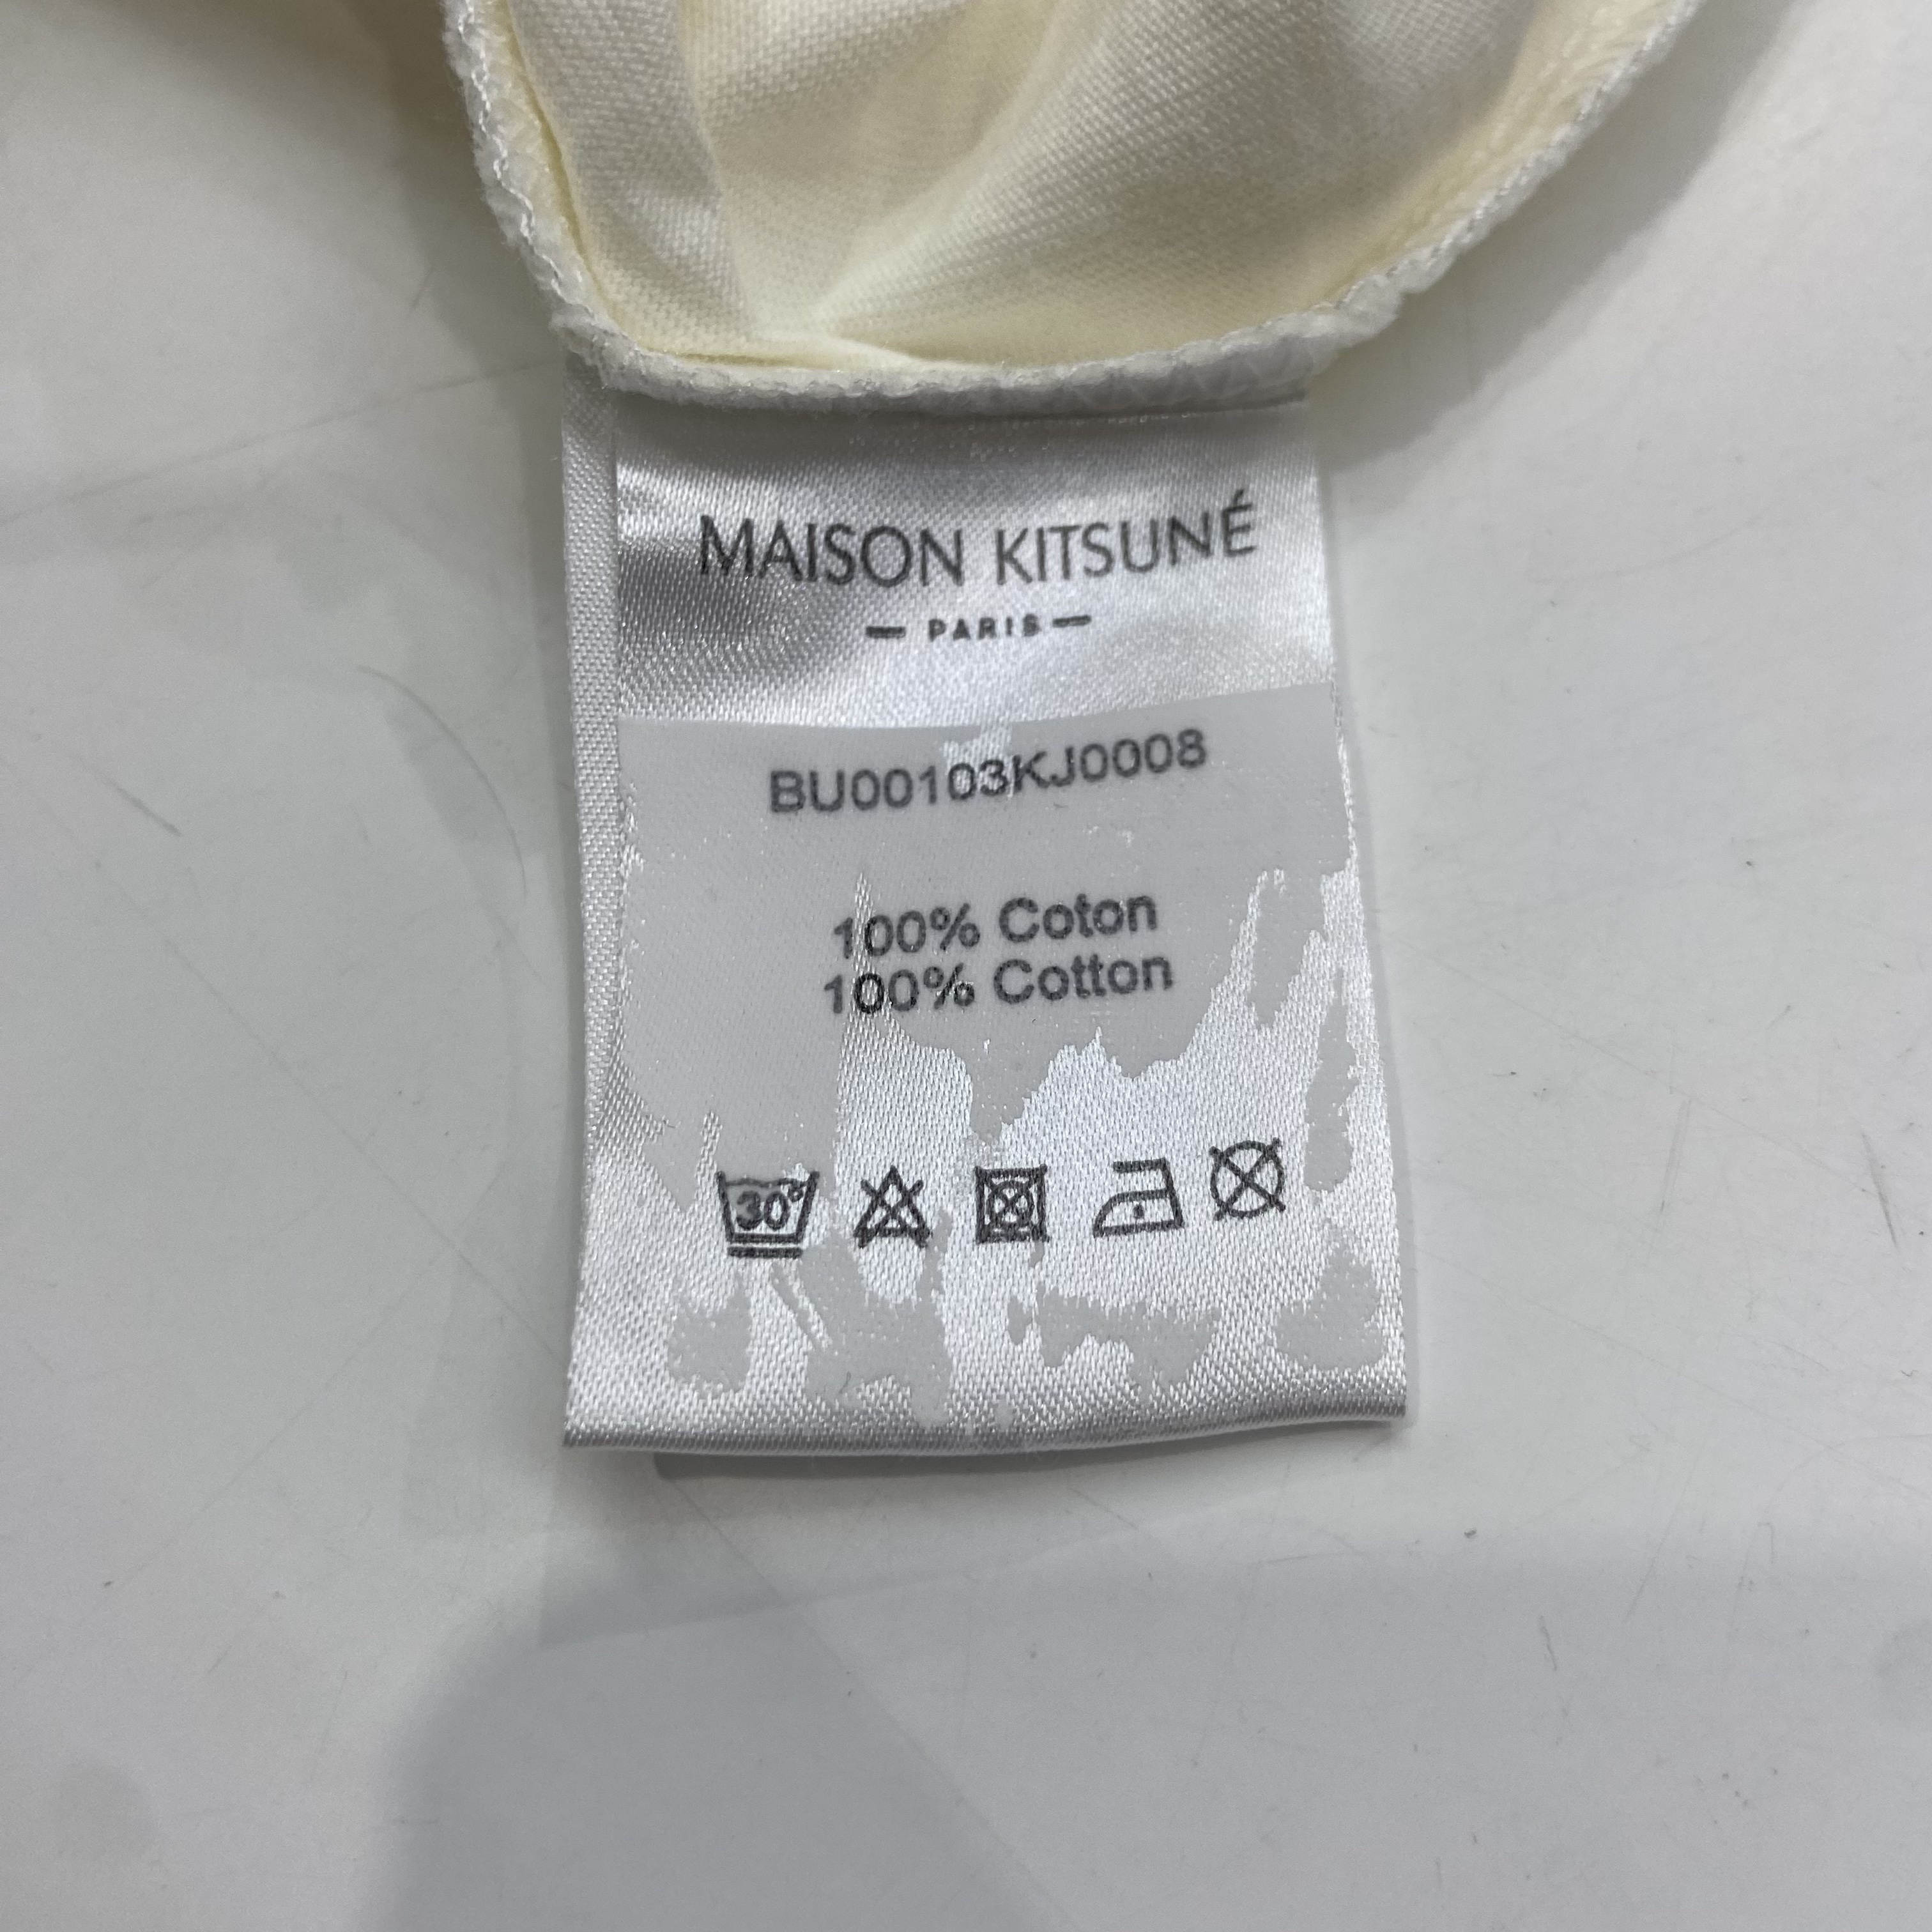 MAISON KITSUNÉ
— PARIS —
BU00103KJ0008
100% Coton
100% Cotton
30°